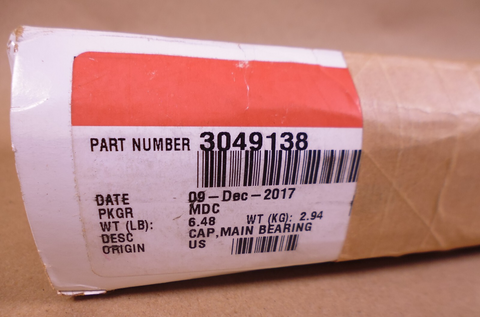 PART NUMBER 3049138
DATE 09-Dec-2017
PKGR MDC
WT (LB): 6.48 WT (KG): 2.94
DESC CAP,MAIN BEARING
ORIGIN US